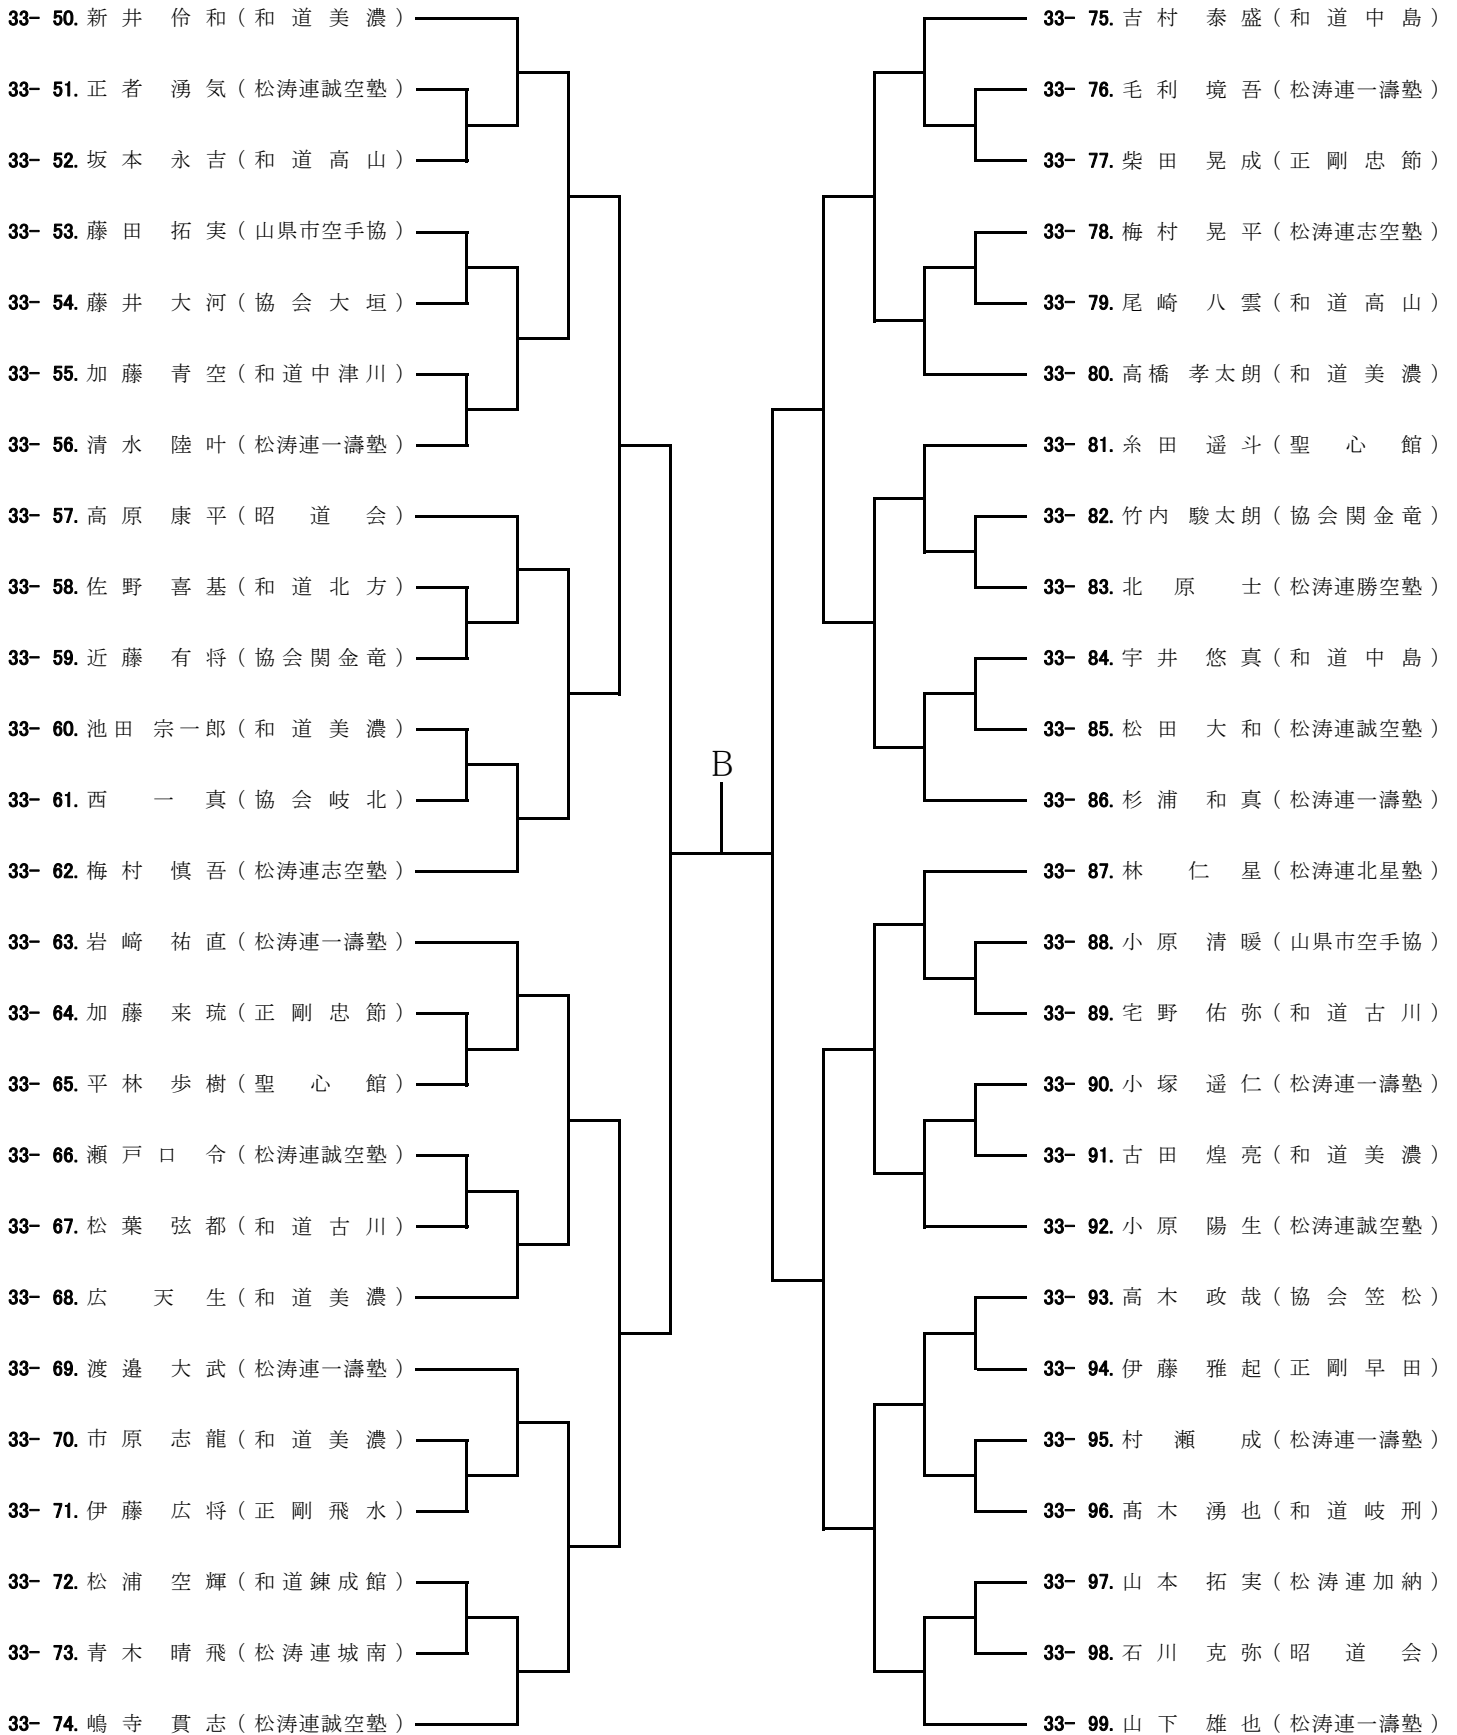 33- 50. 新井 伶和 (和道美濃)
33- 51. 正者 湧気 (松涛連誠空塾)
33- 52. 坂本 永吉 (和道高山)
33- 53. 藤田 拓実 (山県市空手協)
33- 54. 藤井 大河 (協会大垣)
33- 55. 加藤 青空 (和道中津川)
33- 56. 清水 陸叶 (松涛連一濤塾)
33- 57. 高原 康平 (昭道会)
33- 58. 佐野 喜基 (和道北方)
33- 59. 近藤 有将 (協会関金竜)
33- 60. 池田 宗一郎 (和道美濃)
33- 61. 西 一真 (協会岐北)
33- 62. 梅村 慎吾 (松涛連志空塾)
33- 63. 岩﨑 祐直 (松涛連一濤塾)
33- 64. 加藤 来琉 (正剛忠節)
33- 65. 平林 歩樹 (聖心館)
33- 66. 瀬戸口 令 (松涛連誠空塾)
33- 67. 松葉 弦都 (和道古川)
33- 68. 広 天生 (和道美濃)
33- 69. 渡邉 大武 (松涛連一濤塾)
33- 70. 市原 志龍 (和道美濃)
33- 71. 伊藤 広将 (正剛飛水)
33- 72. 松浦 空輝 (和道錬成館)
33- 73. 青木 晴飛 (松涛連城南)
33- 74. 嶋寺 貫志 (松涛連誠空塾)
B
33- 75. 吉村 泰盛 (和道中島)
33- 76. 毛利 境吾 (松涛連一濤塾)
33- 77. 柴田 晃成 (正剛忠節)
33- 78. 梅村 晃平 (松涛連志空塾)
33- 79. 尾崎 八雲 (和道高山)
33- 80. 高橋 孝太朗 (和道美濃)
33- 81. 糸田 遥斗 (聖心館)
33- 82. 竹内 駿太朗 (協会関金竜)
33- 83. 北原 士 (松涛連勝空塾)
33- 84. 宇井 悠真 (和道中島)
33- 85. 松田 大和 (松涛連誠空塾)
33- 86. 杉浦 和真 (松涛連一濤塾)
33- 87. 林 仁星 (松涛連北星塾)
33- 88. 小原 清暖 (山県市空手協)
33- 89. 宅野 佑弥 (和道古川)
33- 90. 小塚 遥仁 (松涛連一濤塾)
33- 91. 古田 煌亮 (和道美濃)
33- 92. 小原 陽生 (松涛連誠空塾)
33- 93. 高木 政哉 (協会笠松)
33- 94. 伊藤 雅起 (正剛早田)
33- 95. 村瀬 成 (松涛連一濤塾)
33- 96. 髙木 湧也 (和道岐刑)
33- 97. 山本 拓実 (松涛連加納)
33- 98. 石川 克弥 (昭道会)
33- 99. 山下 雄也 (松涛連一濤塾)